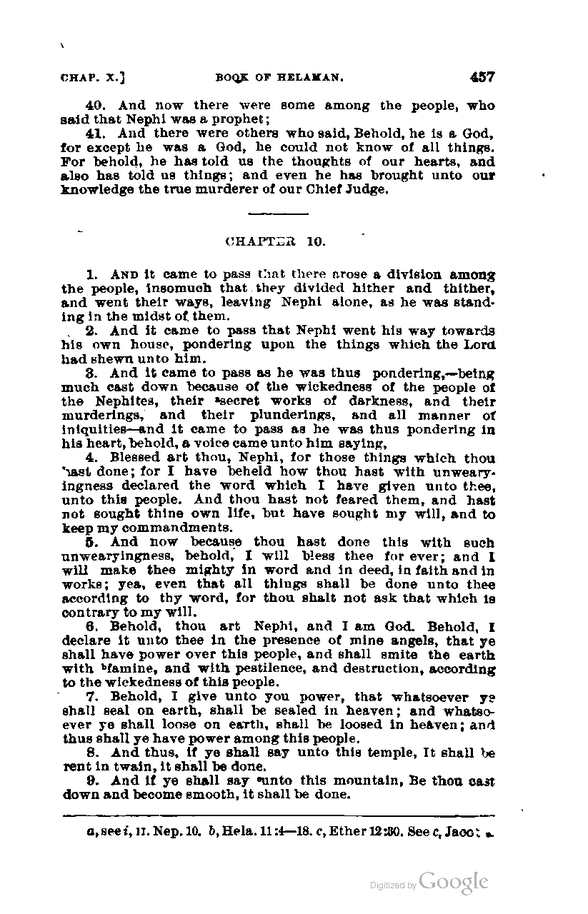 CHAP. X.] BOOK OF HELAMAN. 457
40. And now there were some among the people, who
said that Nephi was a prophet;
41. And there were others who said, Behold, he is a God,
for except he was a God, he could not know of all things.
For behold, he has told us the thoughts of our hearts, and
also has told us things; and even he has brought unto our
knowledge the true murderer of our Chief Judge.
CHAPTER 10.
1. AND it came to pass that there arose a division among
the people, insomuch that they divided hither and thither,
and went their ways, leaving Nephi alone, as he was stand-
ing in the midst of them.
2. And it came to pass that Nephi went his way towards
his own house, pondering upon the things which the Lord
had shewn unto him.
3. And it came to pass as he was thus pondering,—being
much cast down because of the wickedness of the people of
the Nephites, their ᵃsecret works of darkness, and their
murderings, and their plunderings, and all manner of
iniquities—and it came to pass as he was thus pondering in
his heart, behold, a voice came unto him saying,
4. Blessed art thou, Nephi, for those things which thou
hast done; for I have beheld how thou hast with unweary-
ingness declared the word which I have given unto thee,
unto this people. And thou hast not feared them, and hast
not sought thine own life, but have sought my will, and to
keep my commandments.
5. And now because thou hast done this with such
unwearyingness, behold, I will bless thee for ever; and I
will make thee mighty in word and in deed, in faith and in
works; yea, even that all things shall be done unto thee
according to thy word, for thou shalt not ask that which is
contrary to my will.
6. Behold, thou art Nephi, and I am God. Behold, I
declare it unto thee in the presence of mine angels, that ye
shall have power over this people, and shall smite the earth
with ᵇfamine, and with pestilence, and destruction, according
to the wickedness of this people.
7. Behold, I give unto you power, that whatsoever ye
shall seal on earth, shall be sealed in heaven; and whatso-
ever ye shall loose on earth, shall be loosed in heaven; and
thus shall ye have power among this people.
8. And thus, if ye shall say unto this temple, It shall be
rent in twain, it shall be done.
9. And if ye shall say ᶜunto this mountain, Be thou cast
down and become smooth, it shall be done.
a, see i, II. Nep. 10. b, Hela. 11:4—18. c, Ether 12:30. See c,
Digitized by Google